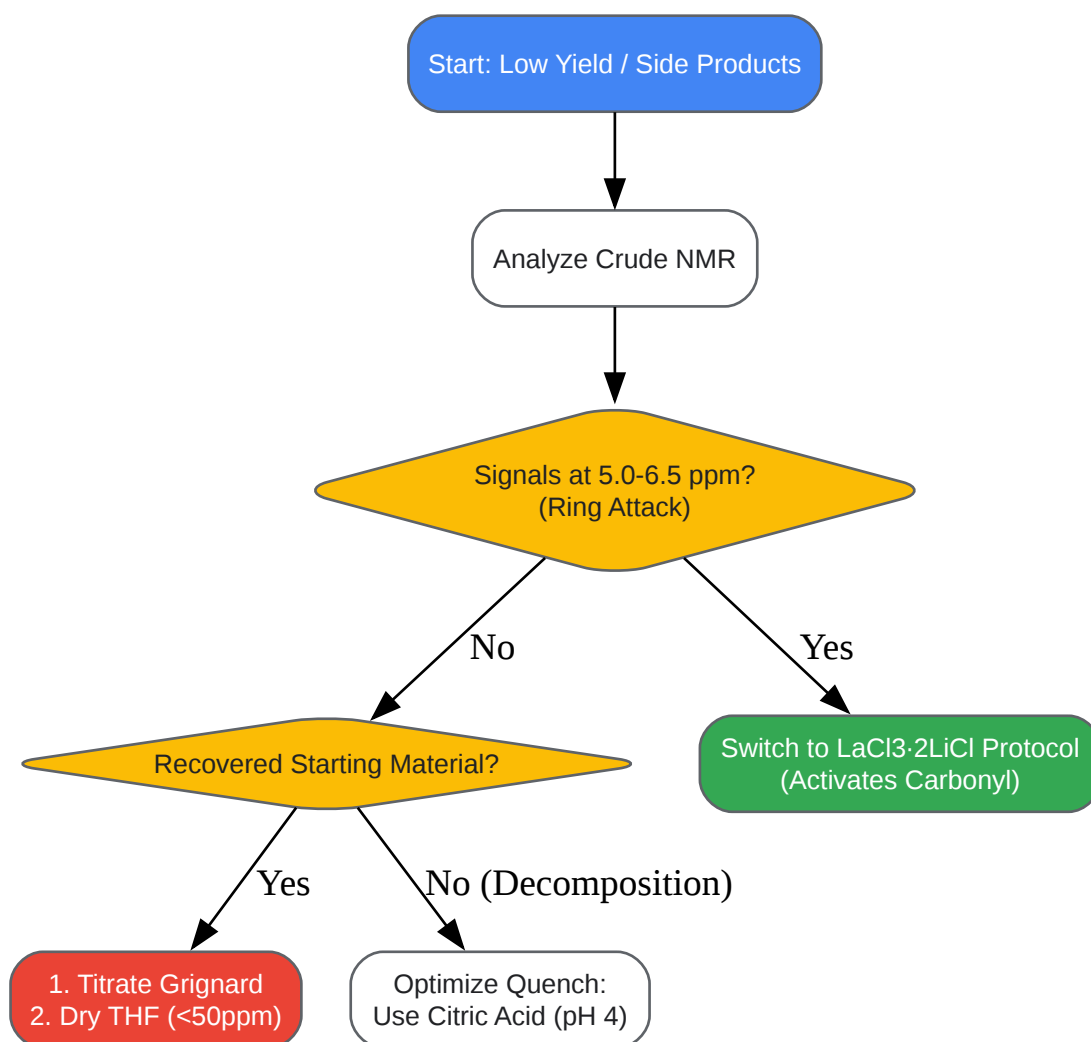 Start: Low Yield / Side Products
Analyze Crude NMR
Signals at 5.0-6.5 ppm?
(Ring Attack)
No
Yes
Recovered Starting Material?
Switch to LaCl3·2LiCl Protocol
(Activates Carbonyl)
Yes
No (Decomposition)
1. Titrate Grignard
2. Dry THF (<50ppm)
Optimize Quench:
Use Citric Acid (pH 4)